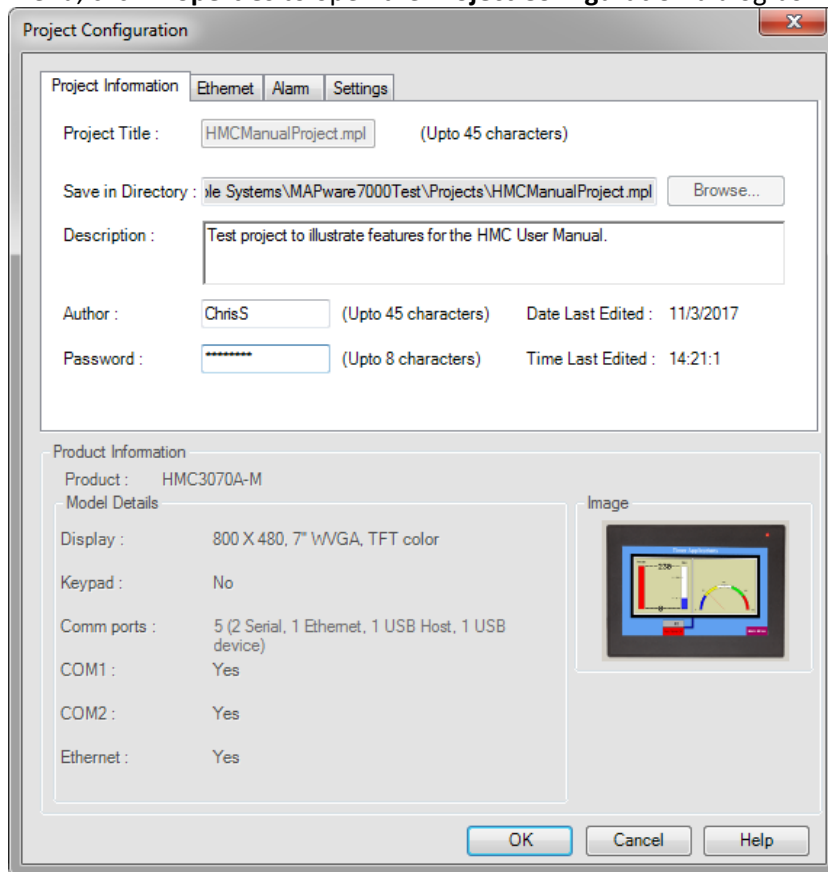 Project Configuration
Project Information Ethernet Alarm Settings
Project Title : HMCManualProject.mpl (Upto 45 characters)
Save in Directory : ole Systems\MAPware7000Test\Projects\HMCManualProject.mpl Browse...
Description : Test project to illustrate features for the HMC User Manual.
Author : ChrisS (Upto 45 characters) Date Last Edited : 11/3/2017
Password : ******** (Upto 8 characters) Time Last Edited : 14:21:1
Product Information
Product : HMC3070A-M
Model Details Image
Display : 800 X 480, 7" WVGA, TFT color
Keypad : No
Comm ports : 5 (2 Serial, 1 Ethernet, 1 USB Host, 1 USB
device)
COM1 : Yes
COM2 : Yes
Ethernet : Yes
OK Cancel Help